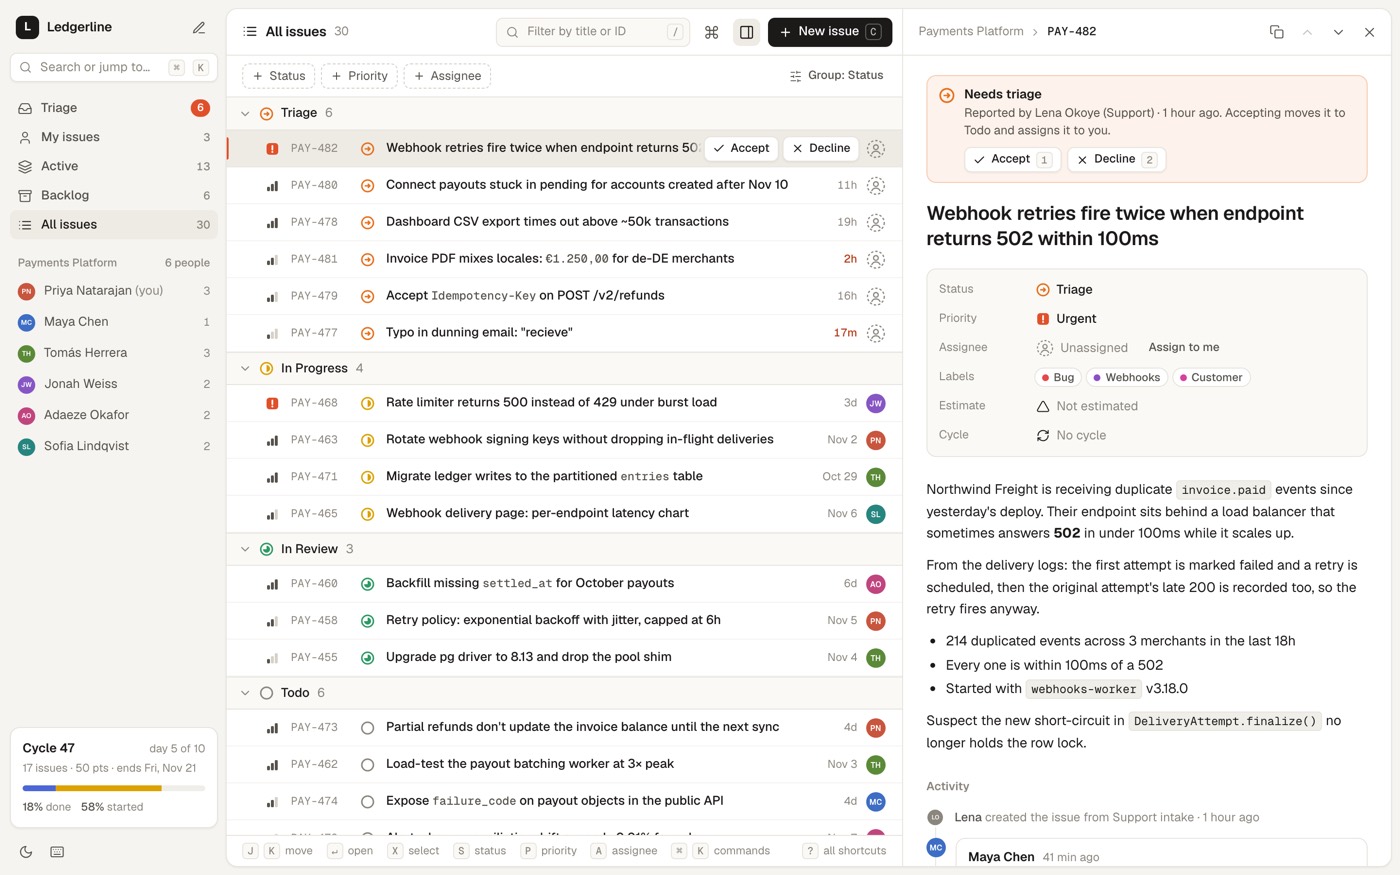 L Ledgerline
Search or jump to... ⌘ K
Triage 6
My issues 3
Active 13
Backlog 6
All issues 30
Payments Platform 6 people
PN Priya Natarajan (you) 3
MC Maya Chen 1
TH Tomás Herrera 3
JW Jonah Weiss 2
AO Adaeze Okafor 2
SL Sofia Lindqvist 2
Cycle 47 day 5 of 10
17 issues · 50 pts · ends Fri, Nov 21
18% done 58% started
All issues 30
Filter by title or ID /
⌘
+ New issue C
+ Status + Priority + Assignee
Group: Status
Triage 6
PAY-482 Webhook retries fire twice when endpoint returns 502 Accept Decline
PAY-480 Connect payouts stuck in pending for accounts created after Nov 10 11h
PAY-478 Dashboard CSV export times out above ~50k transactions 19h
PAY-481 Invoice PDF mixes locales: €1.250,00 for de-DE merchants 2h
PAY-479 Accept Idempotency-Key on POST /v2/refunds 16h
PAY-477 Typo in dunning email: "recieve" 17m
In Progress 4
PAY-468 Rate limiter returns 500 instead of 429 under burst load 3d JW
PAY-463 Rotate webhook signing keys without dropping in-flight deliveries Nov 2 PN
PAY-471 Migrate ledger writes to the partitioned entries table Oct 29 TH
PAY-465 Webhook delivery page: per-endpoint latency chart Nov 6 SL
In Review 3
PAY-460 Backfill missing settled_at for October payouts 6d AO
PAY-458 Retry policy: exponential backoff with jitter, capped at 6h Nov 5 PN
PAY-455 Upgrade pg driver to 8.13 and drop the pool shim Nov 4 TH
Todo 6
PAY-473 Partial refunds don't update the invoice balance until the next sync 4d PN
PAY-462 Load-test the payout batching worker at 3× peak Nov 3 TH
PAY-474 Expose failure_code on payout objects in the public API 4d MC
J K move ↵ open X select S status P priority A assignee ⌘ K commands ? all shortcuts
Payments Platform › PAY-482
Needs triage
Reported by Lena Okoye (Support) · 1 hour ago. Accepting moves it to
Todo and assigns it to you.
Accept 1 Decline 2
Webhook retries fire twice when endpoint
returns 502 within 100ms
Status Triage
Priority Urgent
Assignee Unassigned Assign to me
Labels Bug Webhooks Customer
Estimate Not estimated
Cycle No cycle
Northwind Freight is receiving duplicate invoice.paid events since
yesterday's deploy. Their endpoint sits behind a load balancer that
sometimes answers 502 in under 100ms while it scales up.
From the delivery logs: the first attempt is marked failed and a retry is
scheduled, then the original attempt's late 200 is recorded too, so the
retry fires anyway.
• 214 duplicated events across 3 merchants in the last 18h
• Every one is within 100ms of a 502
• Started with webhooks-worker v3.18.0
Suspect the new short-circuit in DeliveryAttempt.finalize() no
longer holds the row lock.
Activity
LO Lena created the issue from Support intake · 1 hour ago
MC Maya Chen 41 min ago